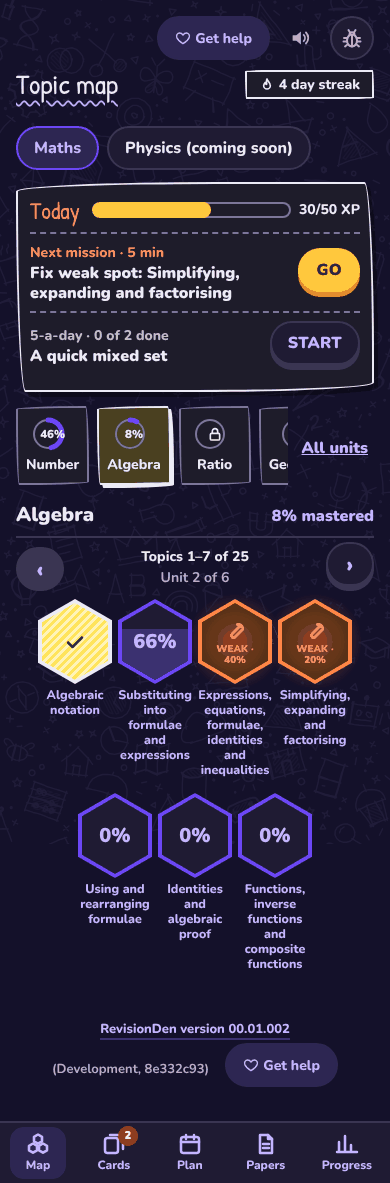 Get help
Topic map
4 day streak
Maths
Physics (coming soon)
Today
30/50 XP
Next mission · 5 min
Fix weak spot: Simplifying,
expanding and factorising
GO
5-a-day · 0 of 2 done
A quick mixed set
START
46%
8%
Number
Algebra
Ratio
All units
Algebra
8% mastered
Topics 1–7 of 25
Unit 2 of 6
‹
›
66%
WEAK ·
40%
WEAK ·
20%
Algebraic
notation
Substituting
into
formulae
and
expressions
Expressions,
equations,
formulae,
identities
and
inequalities
Simplifying,
expanding
and
factorising
0%
0%
0%
Using and
rearranging
formulae
Identities
and
algebraic
proof
Functions,
inverse
functions
and
composite
functions
RevisionDen version 00.01.002
(Development, 8e332c93)
Get help
2
Map
Cards
Plan
Papers
Progress